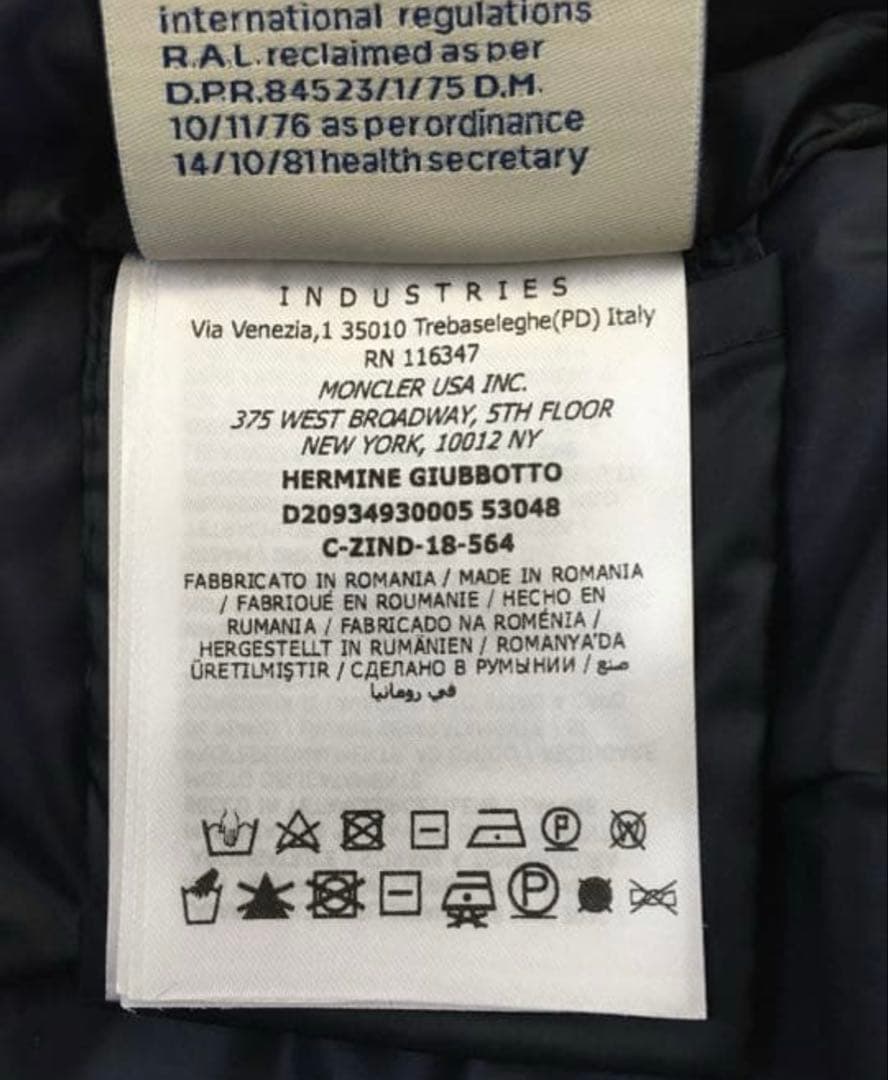 international regulations
R.A.L. reclaimed as per
D.P.R.84523/1/75 D.M.
10/11/76 as per ordinance
14/10/81 health secretary
INDUSTRIES
Via Venezia,1 35010 Trebaseleghe(PD) Italy
RN 116347
MONCLER USA INC.
375 WEST BROADWAY, 5TH FLOOR
NEW YORK, 10012 NY
HERMINE GIUBBOTTO
D20934930005 53048
C-ZIND-18-564
FABBRICATO IN ROMANIA / MADE IN ROMANIA
/ FABRIQUÉ EN ROUMANIE / HECHO EN
RUMANIA / FABRICADO NA ROMÉNIA /
HERGESTELLT IN RUMÄNIEN / ROMANYA'DA
ÜRETILMIŞTIR / СДЕЛАНО В РУМЫНИИ / صنع
في رومانيا
P W
P